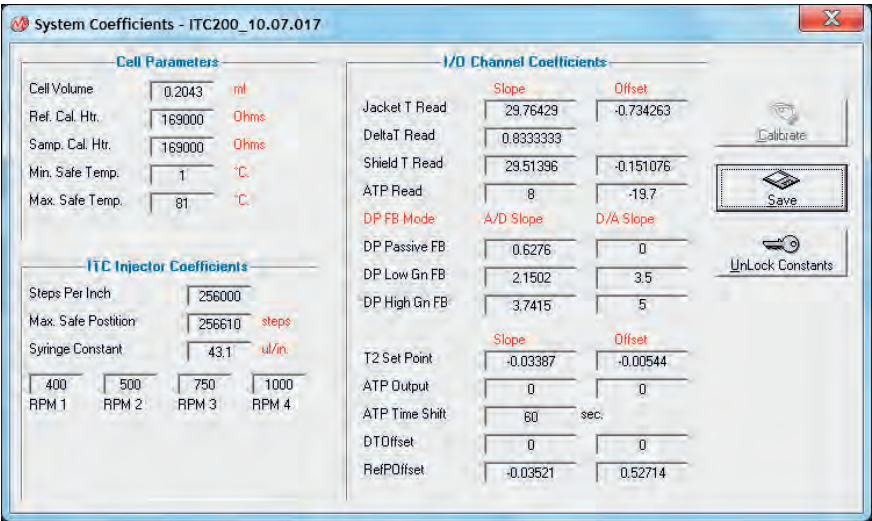 System Coefficients - ITC200_10.07.017
Cell Parameters
Cell Volume 0.2043 ml
Ref. Cal. Htr. 169000 Ohms
Samp. Cal. Htr. 169000 Ohms
Min. Safe Temp. 1 °C.
Max. Safe Temp. 81 °C.
ITC Injector Coefficients
Steps Per Inch 256000
Max. Safe Postition 256610 steps
Syringe Constant 43.1 ul/in.
400 500 750 1000
RPM 1 RPM 2 RPM 3 RPM 4
I/O Channel Coefficients
Slope Offset
Jacket T Read 29.76429 -0.734263
DeltaT Read 0.8333333
Shield T Read 29.51396 -0.151076
ATP Read 8 -19.7
DP FB Mode A/D Slope D/A Slope
DP Passive FB 0.6276 0
DP Low Gn FB 2.1502 3.5
DP High Gn FB 3.7415 5
Slope Offset
T2 Set Point -0.03387 -0.00544
ATP Output 0 0
ATP Time Shift 60 sec.
DTOffset 0 0
RefPOffset -0.03521 0.52714
Calibrate
Save
UnLock Constants